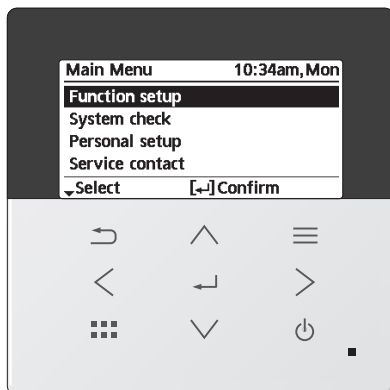 Main Menu 10:34am,Mon
Function setup
System check
Personal setup
Service contact
Select [↵]Confirm